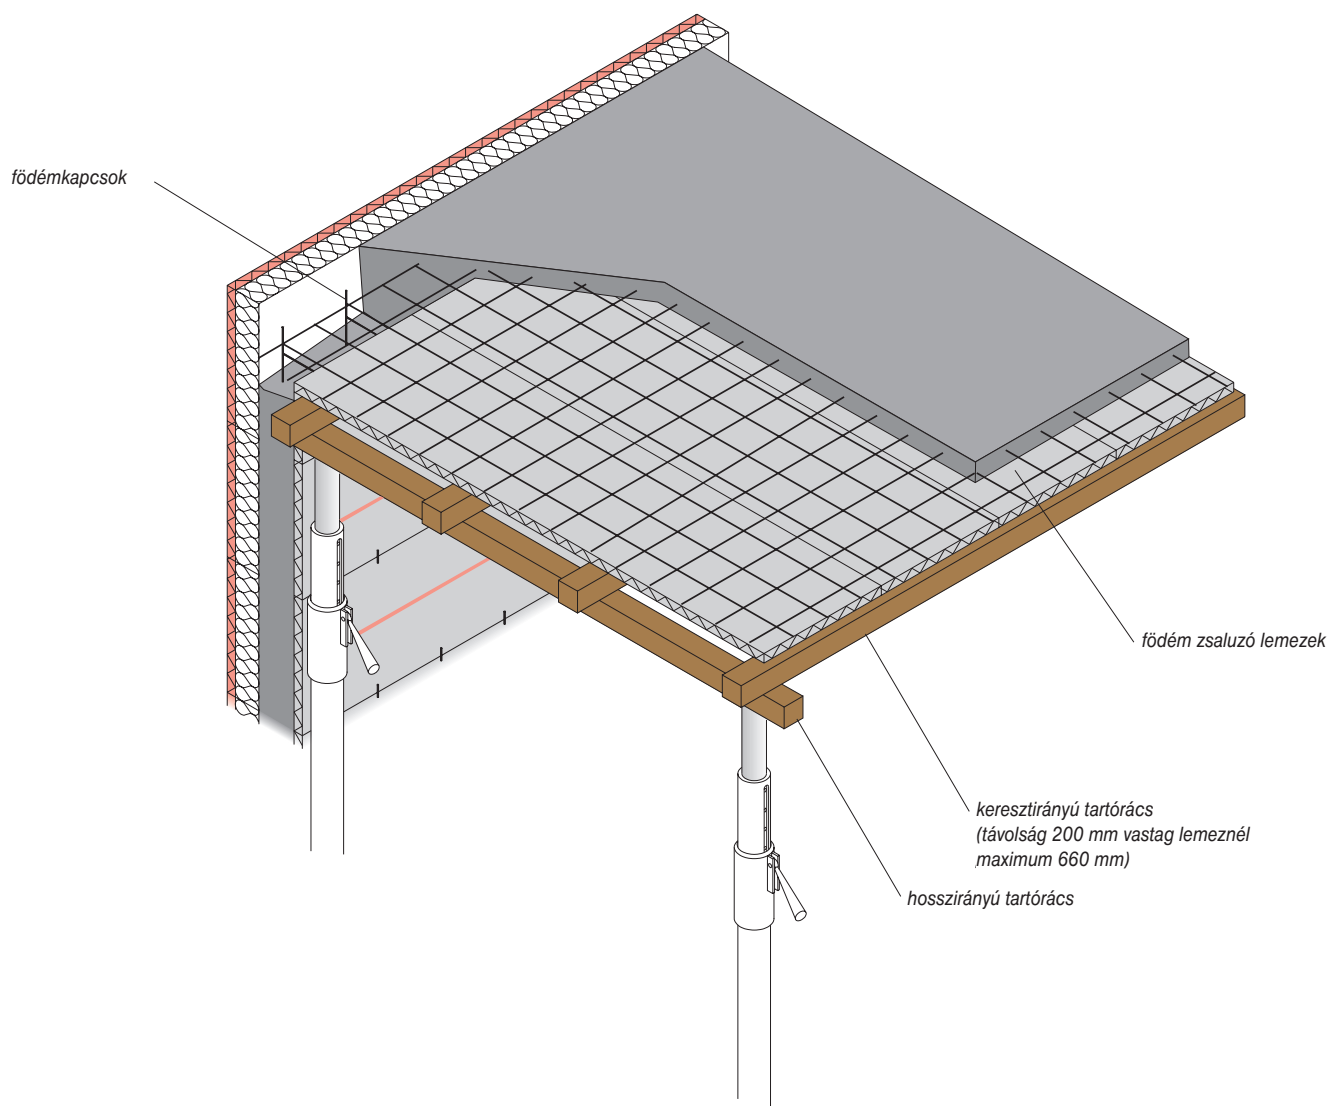 födémkapcsok
födém zsaluzó lemezek
keresztirányú tartórács
(távolság 200 mm vastag lemeznél
maximum 660 mm)
hosszirányú tartórács